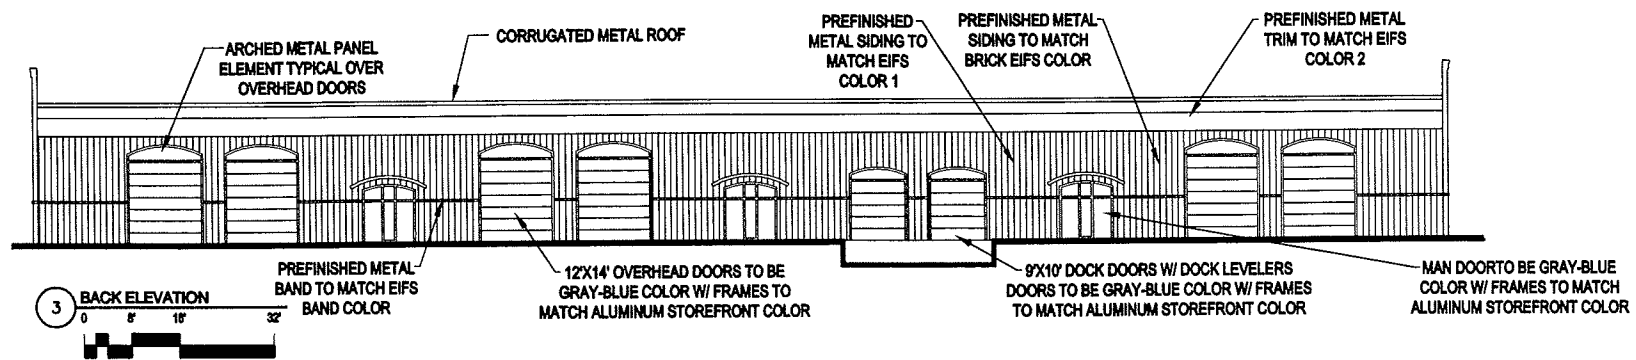 ARCHED METAL PANEL
ELEMENT TYPICAL OVER
OVERHEAD DOORS
CORRUGATED METAL ROOF
PREFINISHED
METAL SIDING TO
MATCH EIFS
COLOR 1
PREFINISHED METAL
SIDING TO MATCH
BRICK EIFS COLOR
PREFINISHED METAL
TRIM TO MATCH EIFS
COLOR 2
PREFINISHED METAL
BAND TO MATCH EIFS
BAND COLOR
12'X14' OVERHEAD DOORS TO BE
GRAY-BLUE COLOR W/ FRAMES TO
MATCH ALUMINUM STOREFRONT COLOR
9'X10' DOCK DOORS W/ DOCK LEVELERS
DOORS TO BE GRAY-BLUE COLOR W/ FRAMES
TO MATCH ALUMINUM STOREFRONT COLOR
MAN DOORTO BE GRAY-BLUE
COLOR W/ FRAMES TO MATCH
ALUMINUM STOREFRONT COLOR
3 BACK ELEVATION
0 8' 16' 32'